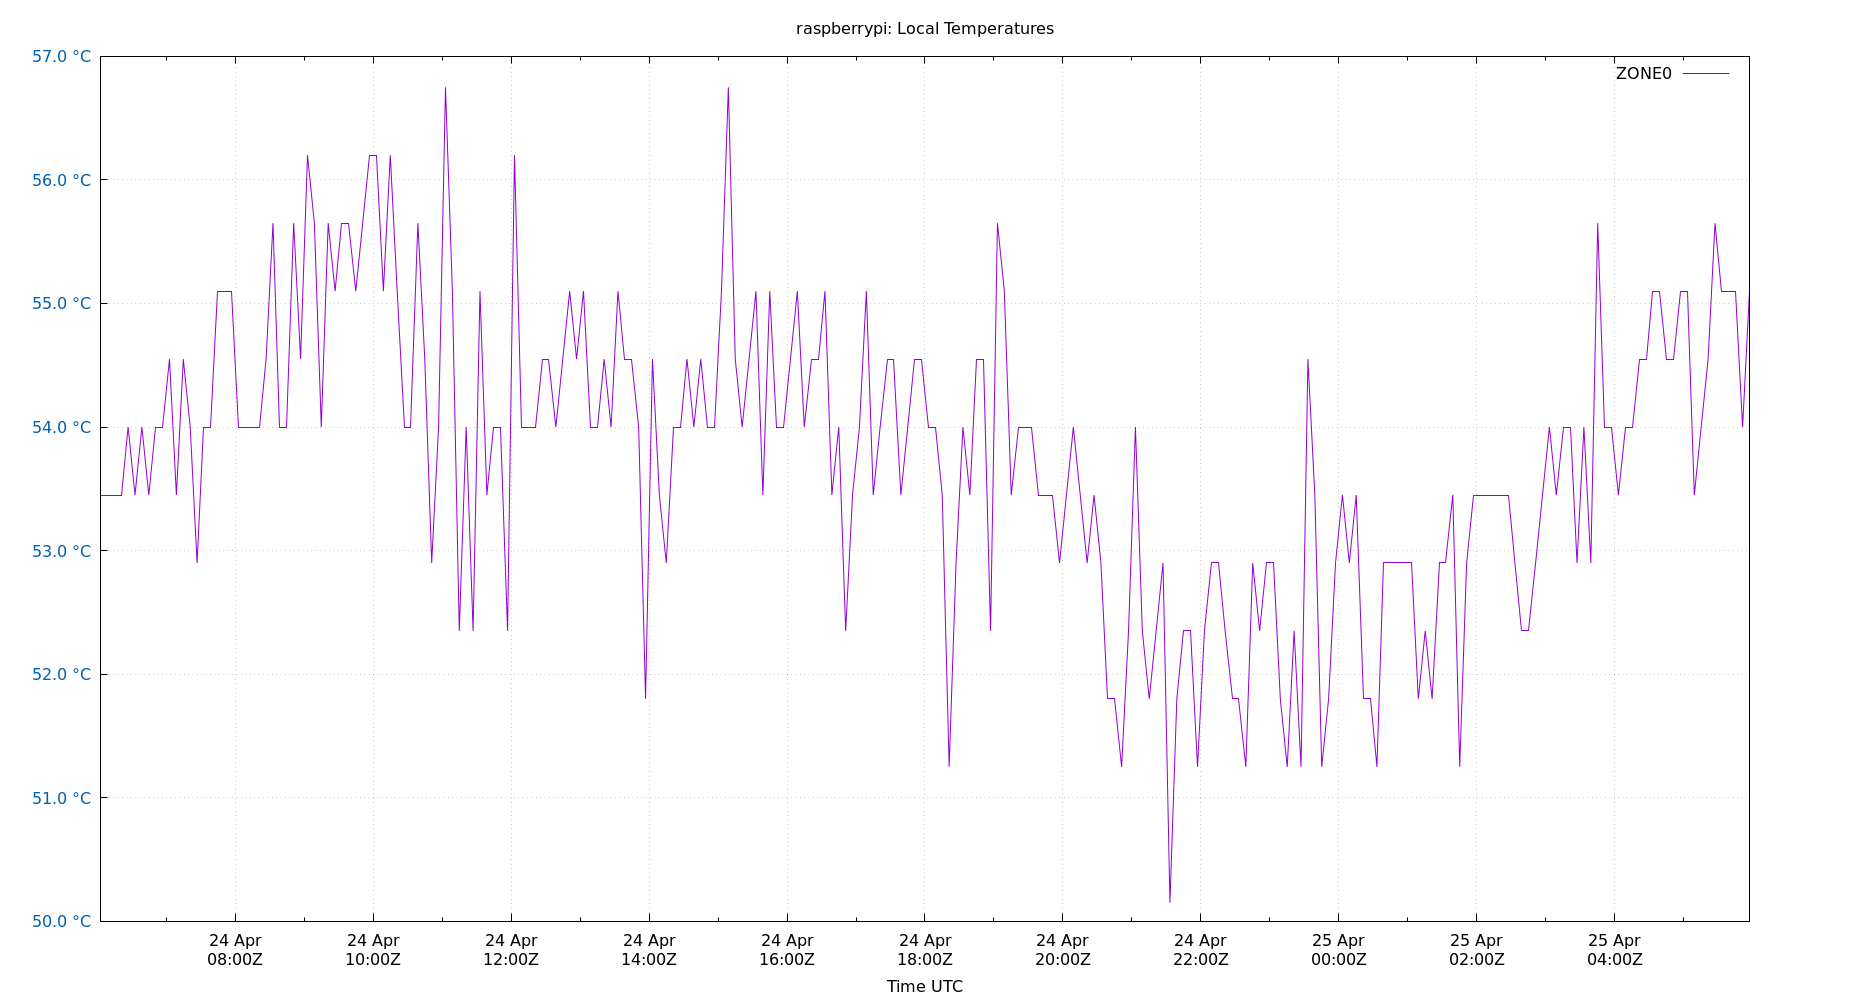 raspberrypi: Local Temperatures
57.0 °C
ZONE0
56.0 °C
55.0 °C
54.0 °C
53.0 °C
52.0 °C
51.0 °C
50.0 °C
24 Apr 24 Apr 24 Apr 24 Apr 24 Apr 24 Apr 24 Apr 24 Apr 25 Apr 25 Apr 25 Apr
08:00Z 10:00Z 12:00Z 14:00Z 16:00Z 18:00Z 20:00Z 22:00Z 00:00Z 02:00Z 04:00Z
Time UTC